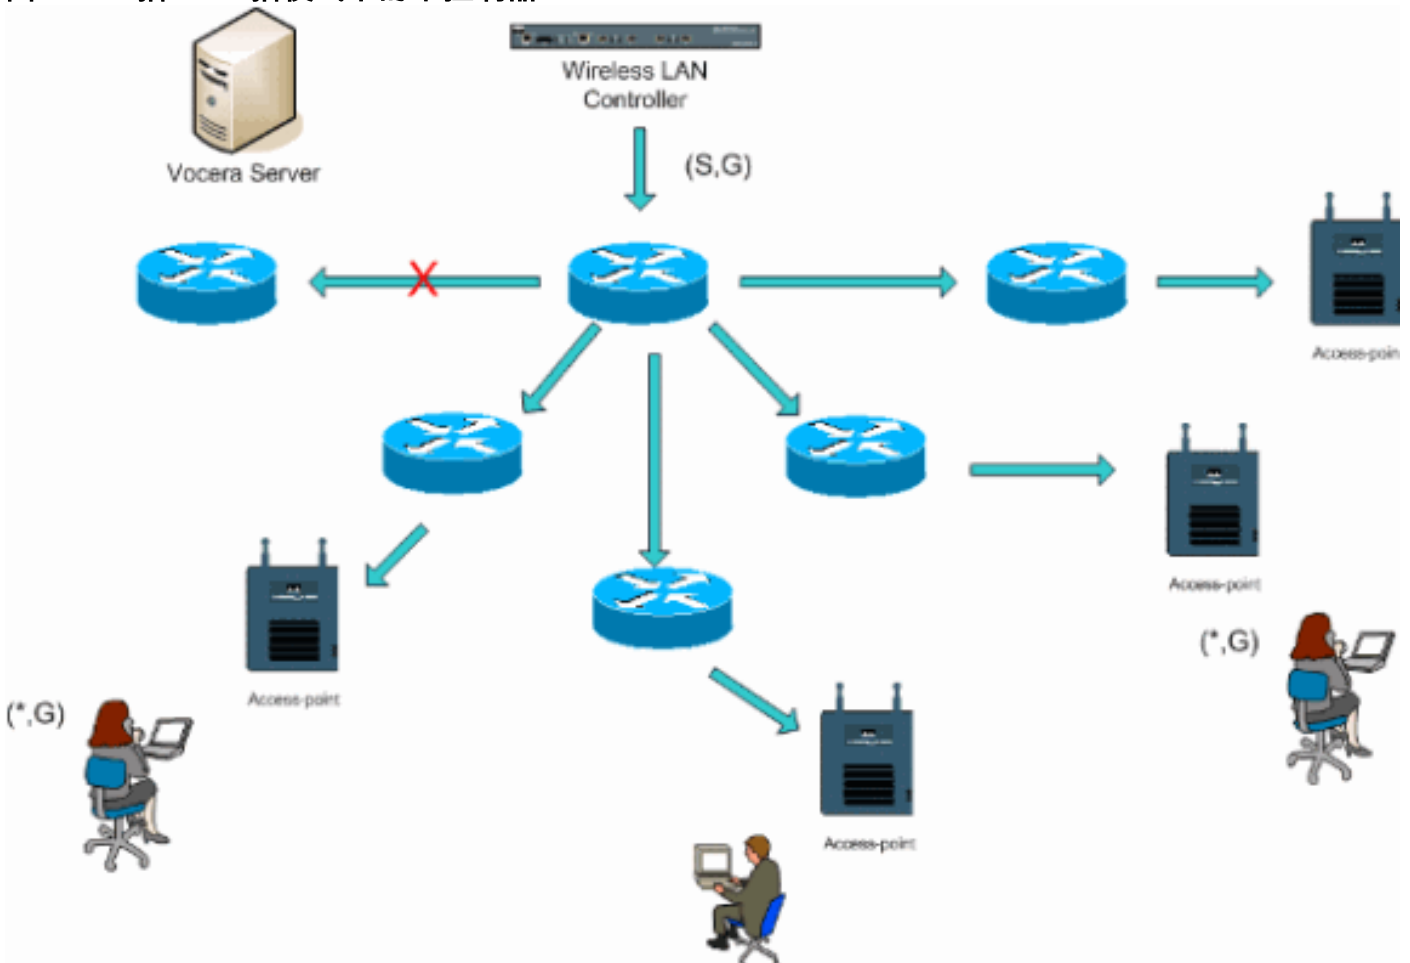 Wireless LAN
Controller
Vocera Server
(S,G)
Access-poin
Access-point
(*,G)
Access-point
(*,G)
Access-point